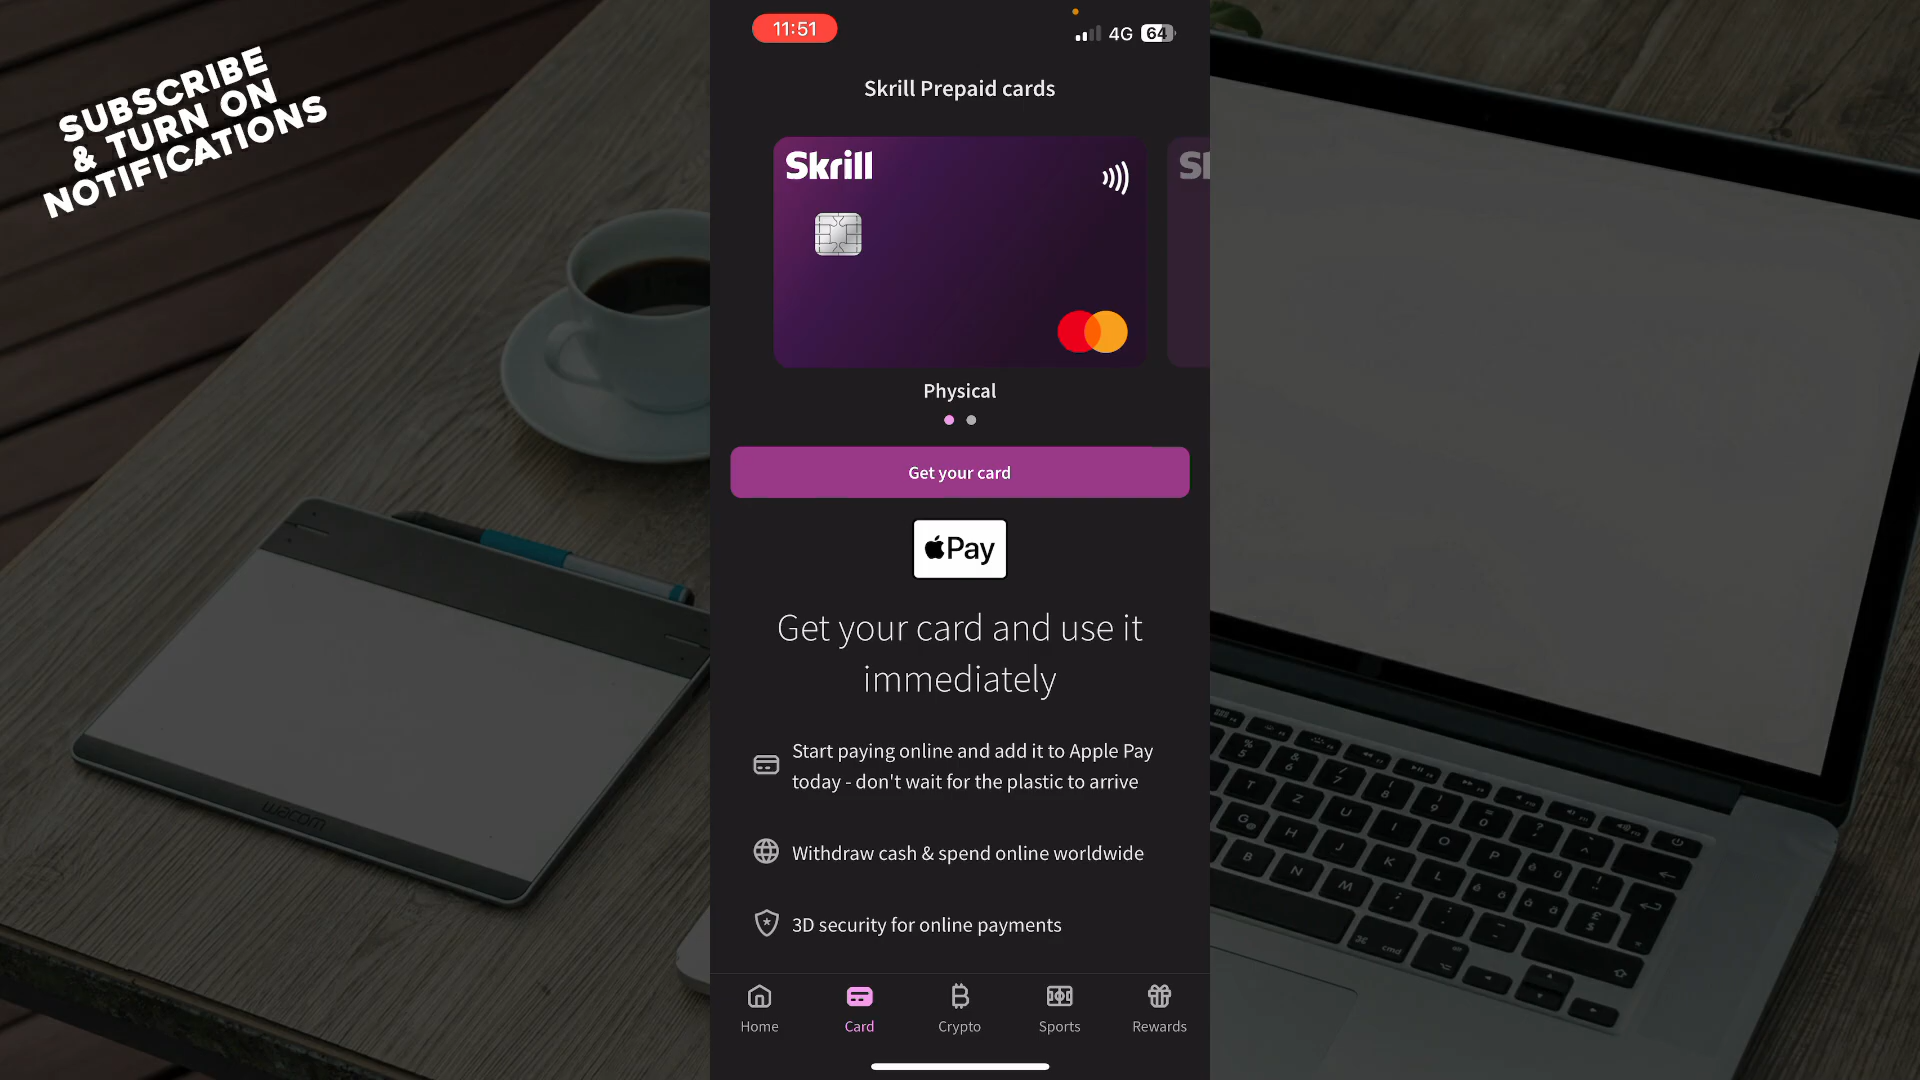 SUBSCRIBE
& TURN ON
NOTIFICATIONS
11:51
4G 64
Skrill Prepaid cards
Skrill
Sk
Physical
Get your card
Pay
Get your card and use it
immediately
Start paying online and add it to Apple Pay
today - don't wait for the plastic to arrive
Withdraw cash & spend online worldwide
3D security for online payments
Home
Card
Crypto
Sports
Rewards
wacom